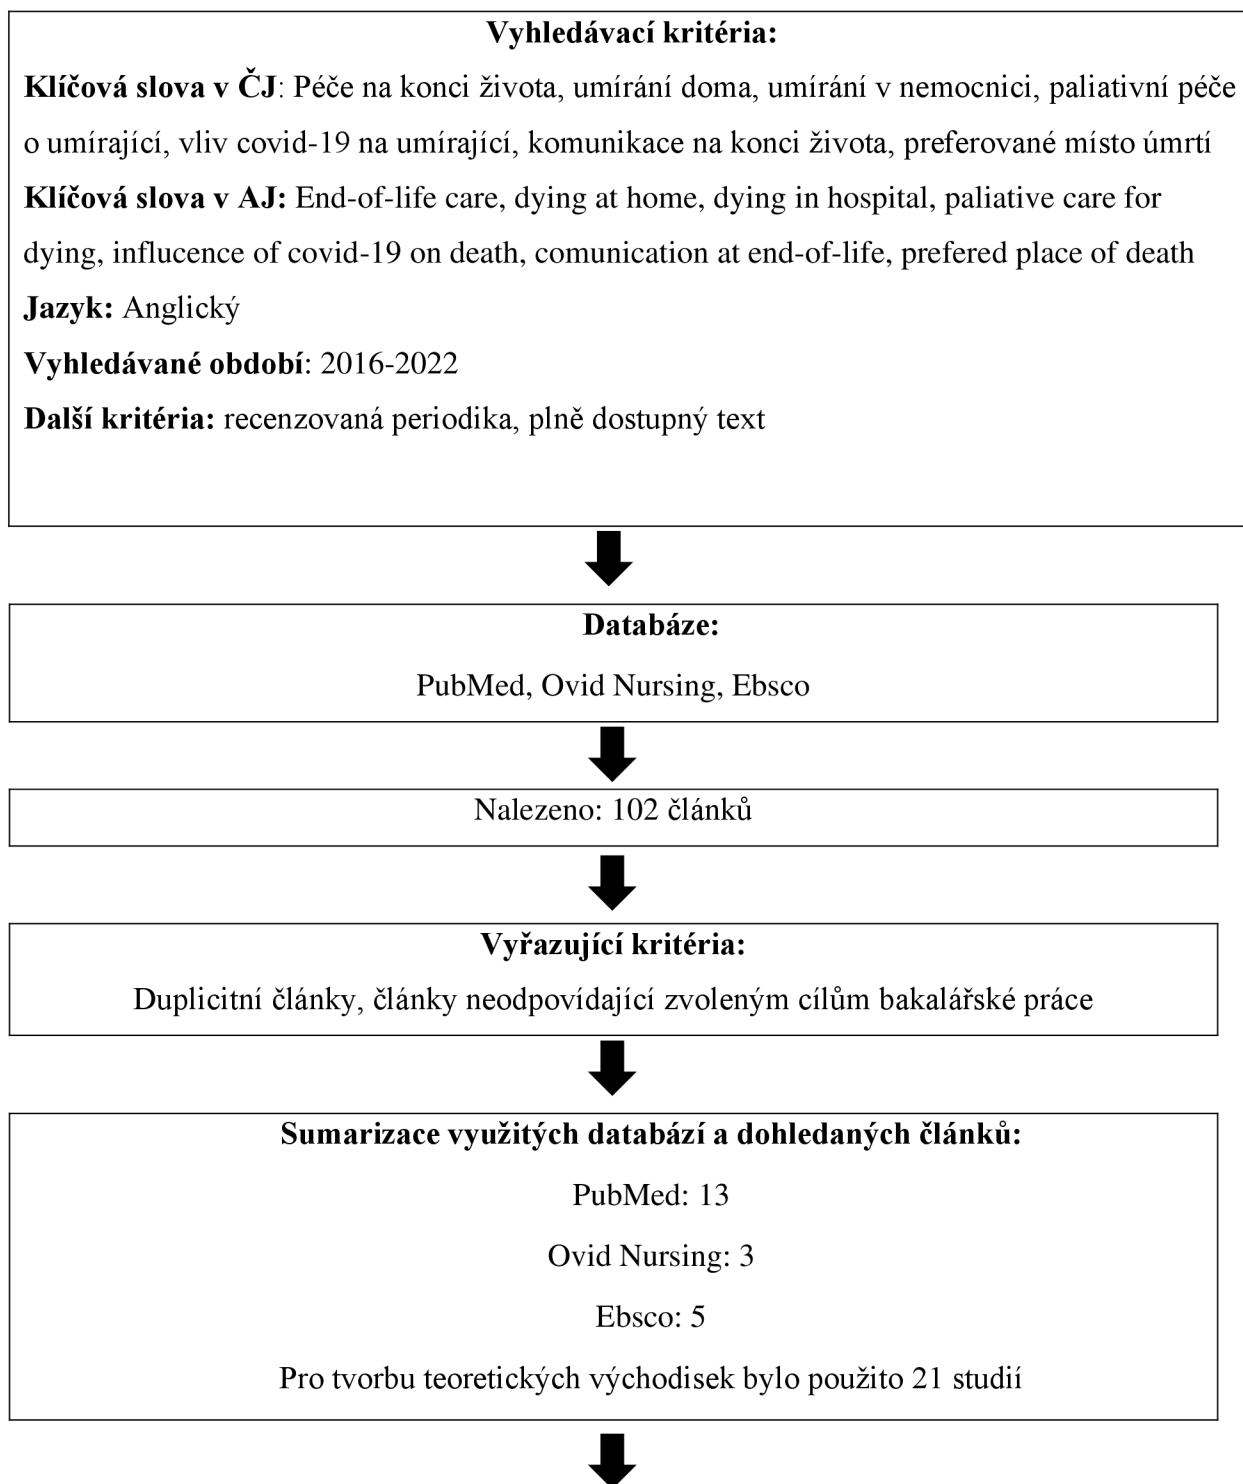 Vyhledávací kritéria:
Klíčová slova v ČJ: Péče na konci života, umírání doma, umírání v nemocnici, paliativní péče
o umírající, vliv covid-19 na umírající, komunikace na konci života, preferované místo úmrtí
Klíčová slova v AJ: End-of-life care, dying at home, dying in hospital, paliative care for
dying, influcence of covid-19 on death, comunication at end-of-life, prefered place of death
Jazyk: Anglický
Vyhledávané období: 2016-2022
Další kritéria: recenzovaná periodika, plně dostupný text
Databáze:
PubMed, Ovid Nursing, Ebsco
Nalezeno: 102 článků
Vyřazující kritéria:
Duplicitní články, články neodpovídající zvoleným cílům bakalářské práce
Sumarizace využitých databází a dohledaných článků:
PubMed: 13
Ovid Nursing: 3
Ebsco: 5
Pro tvorbu teoretických východisek bylo použito 21 studií